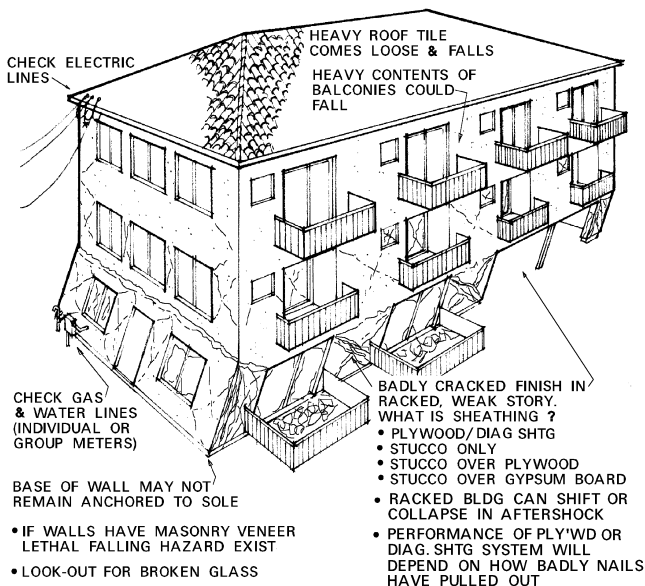 HEAVY ROOF TILE
COMES LOOSE & FALLS
CHECK ELECTRIC
LINES
HEAVY CONTENTS OF
BALCONIES COULD
FALL
CHECK GAS
& WATER LINES
(INDIVIDUAL OR
GROUP METERS)
BASE OF WALL MAY NOT
REMAIN ANCHORED TO SOLE
• IF WALLS HAVE MASONRY VENEER
LETHAL FALLING HAZARD EXIST
• LOOK-OUT FOR BROKEN GLASS
BADLY CRACKED FINISH IN
RACKED, WEAK STORY.
WHAT IS SHEATHING ?
• PLYWOOD/DIAG SHTG
• STUCCO ONLY
• STUCCO OVER PLYWOOD
• STUCCO OVER GYPSUM BOARD
• RACKED BLDG CAN SHIFT OR
COLLAPSE IN AFTERSHOCK
• PERFORMANCE OF PLY'WD OR
DIAG. SHTG SYSTEM WILL
DEPEND ON HOW BADLY NAILS
HAVE PULLED OUT